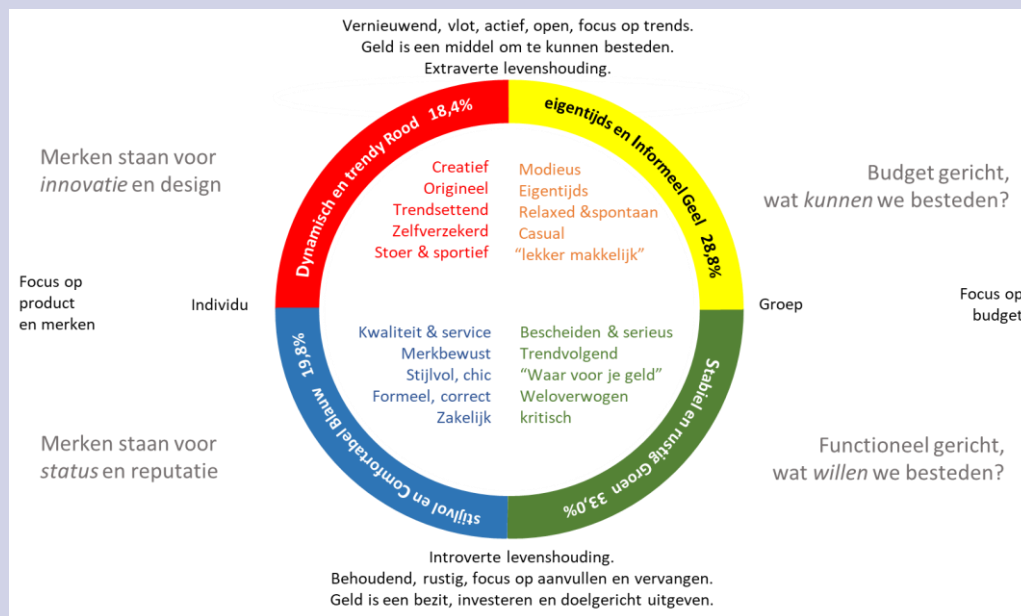 Vernieuwend, vlot, actief, open, focus op trends.
Geld is een middel om te kunnen besteden.
Extraverte levenshouding.
Dynamisch en trendy Rood 18,4%
eigentijds en Informeel Geel 28,8%
Merken staan voor
innovatie en design
Creatief
Origineel
Trendsettend
Zelfverzekerd
Stoer & sportief
Modieus
Eigentijds
Relaxed &spontaan
Casual
“lekker makkelijk”
Budget gericht,
wat kunnen we besteden?
Focus op
product
en merken
Individu
Groep
Focus op
budget
Kwaliteit & service
Merkbewust
Stijlvol, chic
Formeel, correct
Zakelijk
Bescheiden & serieus
Trendvolgend
“Waar voor je geld”
Weloverwogen
kritisch
Merken staan voor
status en reputatie
stijlvol en Comfortabel Blauw 19,8%
Stabiel en rustig Groen 33,0%
Functioneel gericht,
wat willen we besteden?
Introverte levenshouding.
Behoudend, rustig, focus op aanvullen en vervangen.
Geld is een bezit, investeren en doelgericht uitgeven.